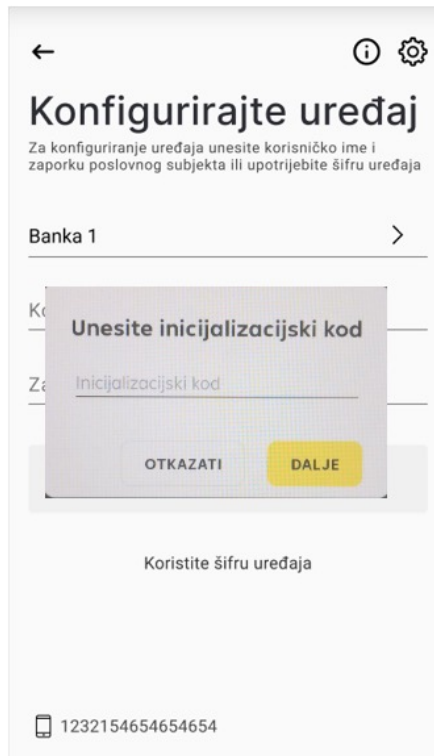 Konfigurirajte uređaj
Za konfiguriranje uređaja unesite korisničko ime i
zaporku poslovnog subjekta ili upotrijebite šifru uređaja
Banka 1
Unesite inicijalizacijski kod
Inicijalizacijski kod
OTKAZATI DALJE
Koristite šifru uređaja
1232154654654654